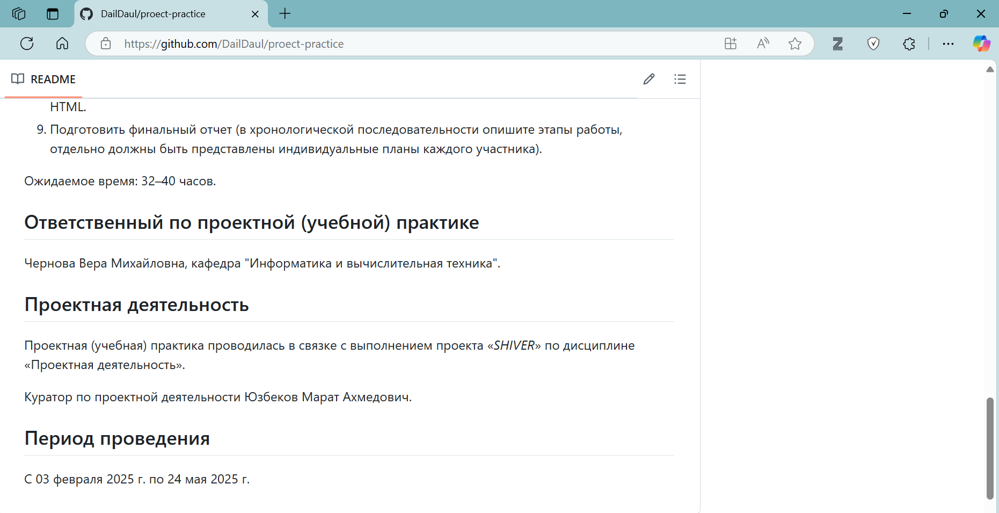 DailDaul/proect-practice
https://github.com/DailDaul/proect-practice
README
HTML.
9. Подготовить финальный отчет (в хронологической последовательности опишите этапы работы,
отдельно должны быть представлены индивидуальные планы каждого участника).
Ожидаемое время: 32–40 часов.
Ответственный по проектной (учебной) практике
Чернова Вера Михайловна, кафедра "Информатика и вычислительная техника".
Проектная деятельность
Проектная (учебная) практика проводилась в связке с выполнением проекта «SHIVER» по дисциплине
«Проектная деятельность».
Куратор по проектной деятельности Юзбеков Марат Ахмедович.
Период проведения
С 03 февраля 2025 г. по 24 мая 2025 г.